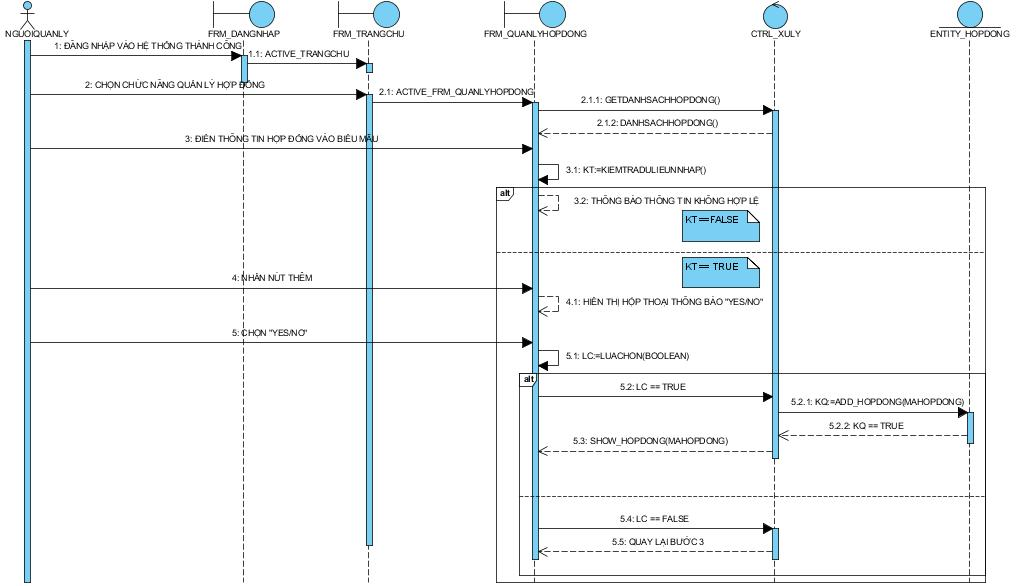 NGUOIQUANLY
FRM_DANGNHAP
FRM_TRANGCHU
FRM_QUANLYHOPDONG
CTRL_XULY
ENTITY_HOPDONG
1: ĐĂNG NHẬP VÀO HỆ THỐNG THÀNH CÔNG
1.1: ACTIVE_TRANGCHU
2: CHỌN CHỨC NĂNG QUẢN LÝ HỢP ĐỒNG
2.1: ACTIVE_FRM_QUANLYHOPDONG
2.1.1: GETDANHSACHHOPDONG()
2.1.2: DANHSACHHOPDONG()
3: ĐIỀN THÔNG TIN HỢP ĐỒNG VÀO BIỂU MẪU
3.1: KT:=KIEMTRADULIEUNNHAP()
alt
3.2: THÔNG BÁO THÔNG TIN KHÔNG HỢP LỆ
KT == FALSE
KT == TRUE
4: NHẤN NÚT THÊM
4.1: HIỂN THỊ HỘP THOẠI THÔNG BÁO "YES/NO"
5: CHỌN "YES/NO"
5.1: LC:=LUACHON(BOOLEAN)
alt
5.2: LC == TRUE
5.2.1: KQ:=ADD_HOPDONG(MAHOPDONG)
5.2.2: KQ == TRUE
5.3: SHOW_HOPDONG(MAHOPDONG)
5.4: LC == FALSE
5.5: QUAY LẠI BƯỚC 3